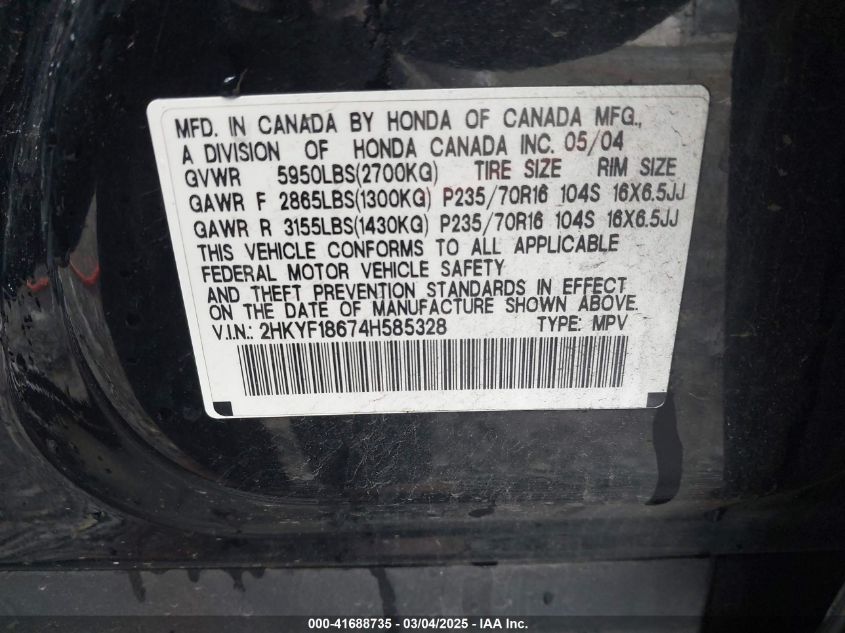 MFD. IN CANADA BY HONDA OF CANADA MFG.,
A DIVISION OF HONDA CANADA INC. 05/04
GVWR 5950LBS(2700KG) TIRE SIZE RIM SIZE
GAWR F 2865LBS(1300KG) P235/70R16 104S 16X6.5JJ
GAWR R 3155LBS(1430KG) P235/70R16 104S 16X6.5JJ
THIS VEHICLE CONFORMS TO ALL APPLICABLE
FEDERAL MOTOR VEHICLE SAFETY
AND THEFT PREVENTION STANDARDS IN EFFECT
ON THE DATE OF MANUFACTURE SHOWN ABOVE.
V.I.N.: 2HKYF18674H585328 TYPE: MPV
000-41688735 - 03/04/2025 - IAA Inc.